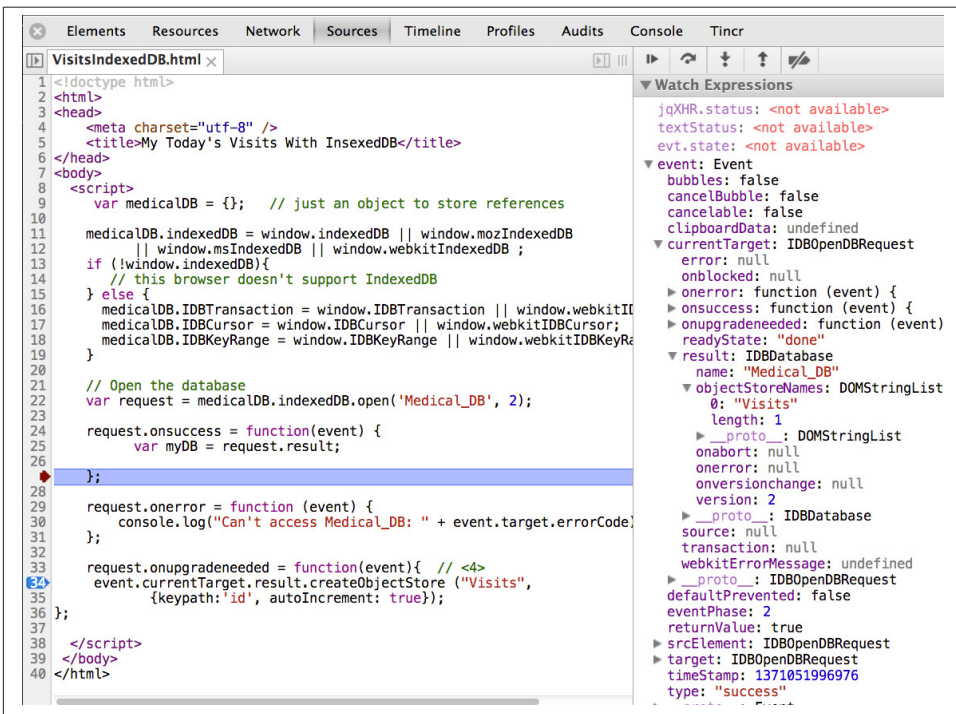 Elements Resources Network Sources Timeline Profiles Audits Console Tincr
VisitsIndexedDB.html ×
1 <!doctype html>
2 <html>
3 <head>
4 <meta charset="utf-8" />
5 <title>My Today's Visits With InsexedDB</title>
6 </head>
7 <body>
8 <script>
9 var medicalDB = {}; // just an object to store references
10
11 medicalDB.indexedDB = window.indexedDB || window.mozIndexedDB
12 || window.msIndexedDB || window.webkitIndexedDB ;
13 if (!window.indexedDB){
14 // this browser doesn't support IndexedDB
15 } else {
16 medicalDB.IDBTransaction = window.IDBTransaction || window.webkitID
17 medicalDB.IDBCursor = window.IDBCursor || window.webkitIDBCursor;
18 medicalDB.IDBKeyRange = window.IDBKeyRange || window.webkitIDBKeyRa
19 }
20
21 // Open the database
22 var request = medicalDB.indexedDB.open('Medical_DB', 2);
23
24 request.onsuccess = function(event) {
25 var myDB = request.result;
26
};
28
29 request.onerror = function (event) {
30 console.log("Can't access Medical_DB: " + event.target.errorCode)
31 };
32
33 request.onupgradeneeded = function(event){ // <4>
34 event.currentTarget.result.createObjectStore ("Visits",
35 {keypath:'id', autoIncrement: true});
36 };
37
38 </script>
39 </body>
40 </html>
Watch Expressions
jqXHR.status: <not available>
textStatus: <not available>
evt.state: <not available>
event: Event
bubbles: false
cancelBubble: false
cancelable: false
clipboardData: undefined
currentTarget: IDBOpenDBRequest
error: null
onblocked: null
onerror: function (event) {
onsuccess: function (event) {
onupgradeneeded: function (event)
readyState: "done"
result: IDBDatabase
name: "Medical_DB"
objectStoreNames: DOMStringList
0: "Visits"
length: 1
__proto__: DOMStringList
onabort: null
onerror: null
onversionchange: null
version: 2
__proto__: IDBDatabase
source: null
transaction: null
webkitErrorMessage: undefined
__proto__: IDBOpenDBRequest
defaultPrevented: false
eventPhase: 2
returnValue: true
srcElement: IDBOpenDBRequest
target: IDBOpenDBRequest
timeStamp: 1371051996976
type: "success"